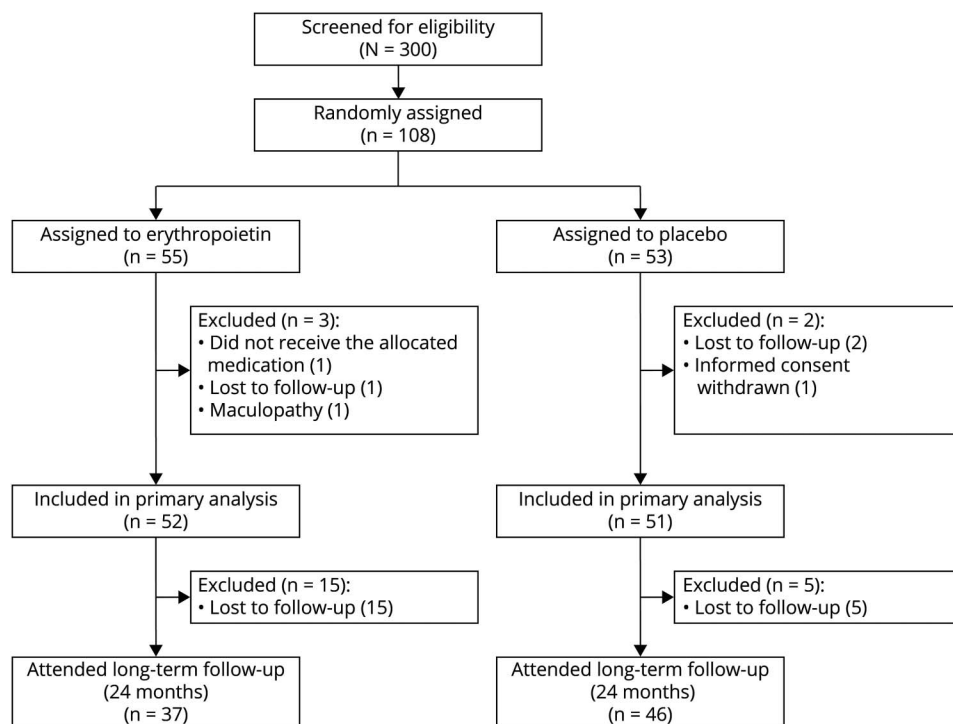 Screened for eligibility
(N = 300)
Randomly assigned
(n = 108)
Assigned to erythropoietin
(n = 55)
Assigned to placebo
(n = 53)
Excluded (n = 3):
• Did not receive the allocated
medication (1)
• Lost to follow-up (1)
• Maculopathy (1)
Excluded (n = 2):
• Lost to follow-up (2)
• Informed consent
withdrawn (1)
Included in primary analysis
(n = 52)
Included in primary analysis
(n = 51)
Excluded (n = 15):
• Lost to follow-up (15)
Excluded (n = 5):
• Lost to follow-up (5)
Attended long-term follow-up
(24 months)
n = 37)
Attended long-term follow-up
(24 months)
n = 46)